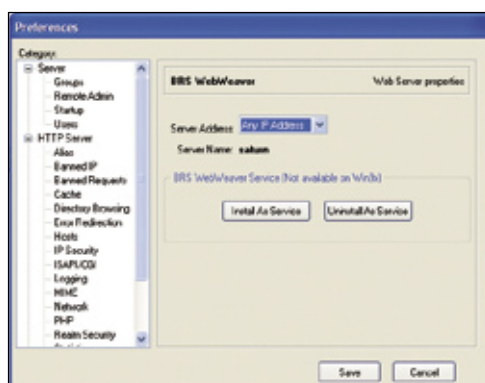 Preferences
Category:
Server
Groups
Remote Admin
Startup
Users
HTTP Server
Alias
Banned IP
Banned Requests
Cache
Directory Browsing
Error Redirection
Hosts
IP Security
ISAPI/CGI
Logging
MIME
Network
PHP
Realm Security
BRS WebWeaver Web Server properties
Server Address: Any IP Address
Server Name: saturn
BRS WebWeaver Service (Not available on Win9x)
Install As Service Uninstall As Service
Save Cancel